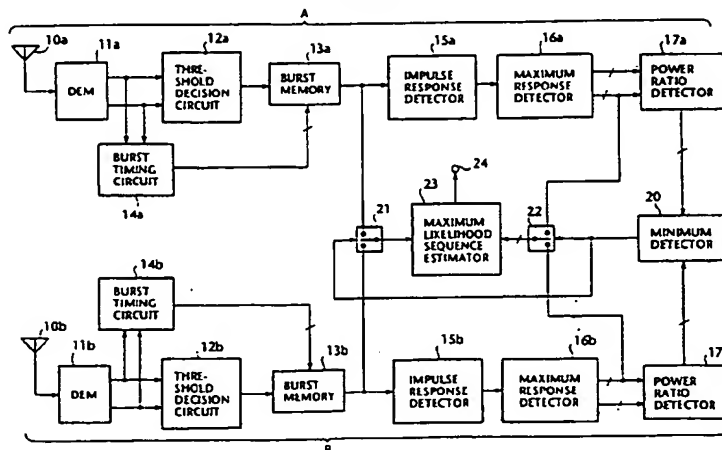 A
10a
11a
12a
13a
15a
16a
17a
DEM
THRE-
SHOLD
DECISION
CIRCUIT
BURST
MEMORY
IMPULSE
RESPONSE
DETECTOR
MAXIMUM
RESPONSE
DETECTOR
POWER
RATIO
DETECTOR
BURST TIMING
CIRCUIT
14a
21
23
24
MAXIMUM
LIKELIHOOD
SEQUENCE
ESTIMATOR
22
20
MINIMUM
DETECTOR
14b
BURST TIMING
CIRCUIT
10b
11b
12b
13b
15b
16b
17
DEM
THRE-
SHOLD
DECISION
CIRCUIT
BURST
MEMORY
IMPULSE
RESPONSE
DETECTOR
MAXIMUM
RESPONSE
DETECTOR
POWER
RATIO
DETECTOR